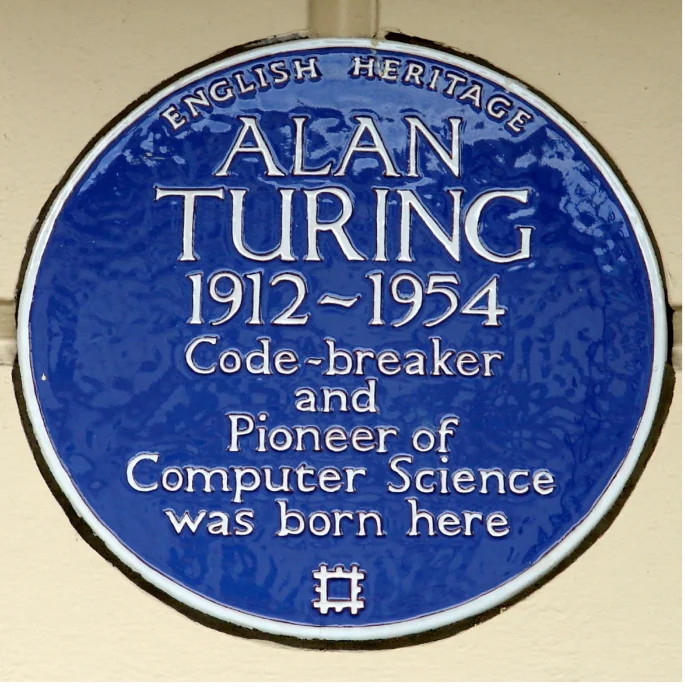 ENGLISH HERITAGE
ALAN
TURING
1912~1954
Code-breaker
and
Pioneer of
Computer Science
was born here